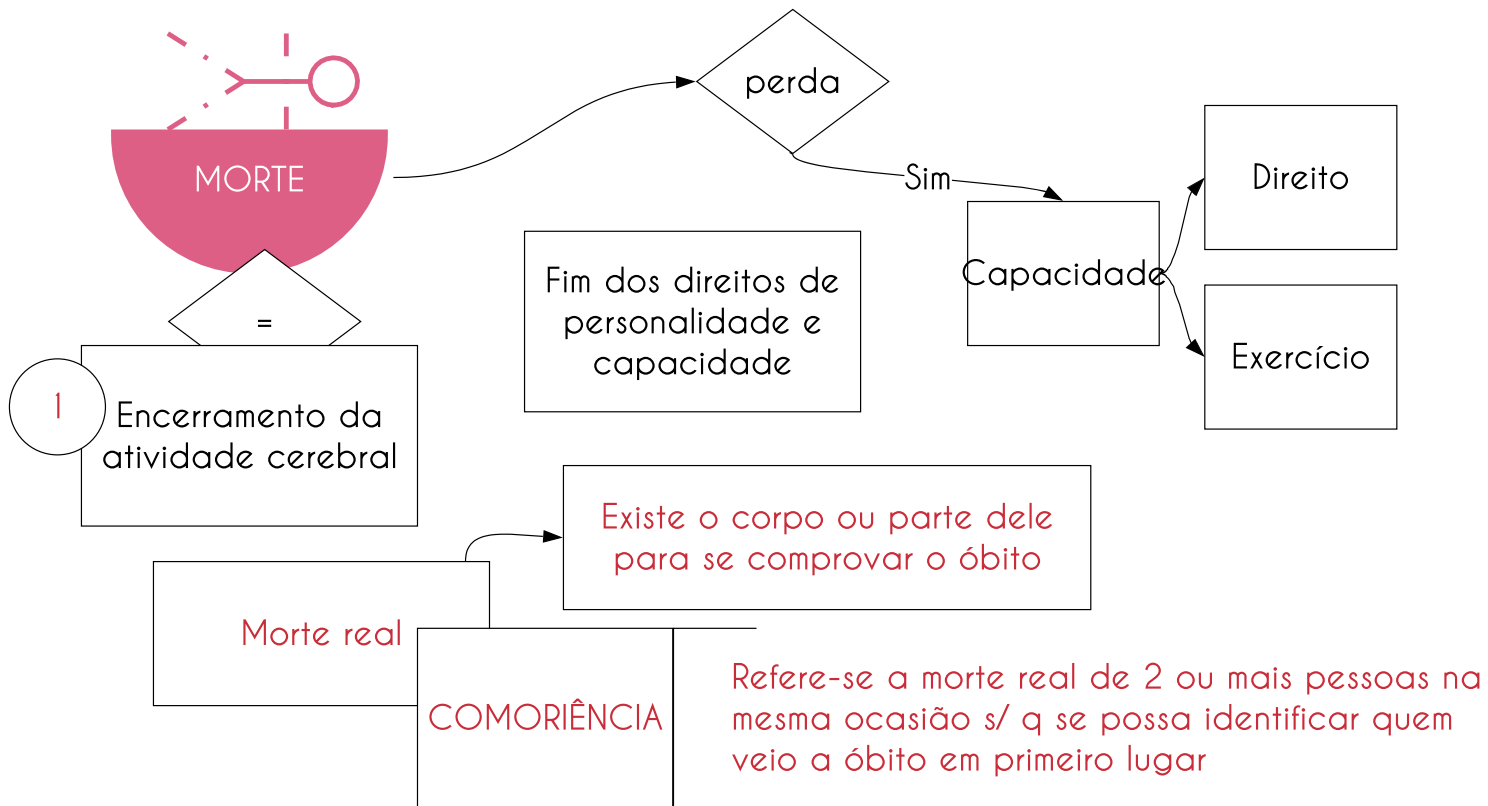 MORTE
perda
Sim
Capacidade
Direito
Exercício
Fim dos direitos de
personalidade e
capacidade
=
1
Encerramento da
atividade cerebral
Existe o corpo ou parte dele
para se comprovar o óbito
Morte real
COMORIÊNCIA
Refere-se a morte real de 2 ou mais pessoas na
mesma ocasião s/ q se possa identificar quem
veio a óbito em primeiro lugar